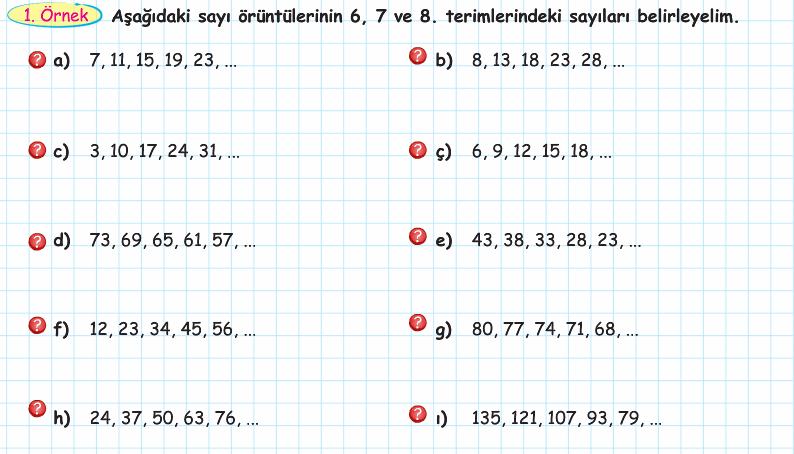 1. Örnek Aşağıdaki sayı örüntülerinin 6, 7 ve 8. terimlerindeki sayıları belirleyelim.
? a) 7, 11, 15, 19, 23, ...
? b) 8, 13, 18, 23, 28, ...
? c) 3, 10, 17, 24, 31, ...
? ç) 6, 9, 12, 15, 18, ...
? d) 73, 69, 65, 61, 57, ...
? e) 43, 38, 33, 28, 23, ...
? f) 12, 23, 34, 45, 56, ...
? g) 80, 77, 74, 71, 68, ...
? h) 24, 37, 50, 63, 76, ...
? ı) 135, 121, 107, 93, 79, ...